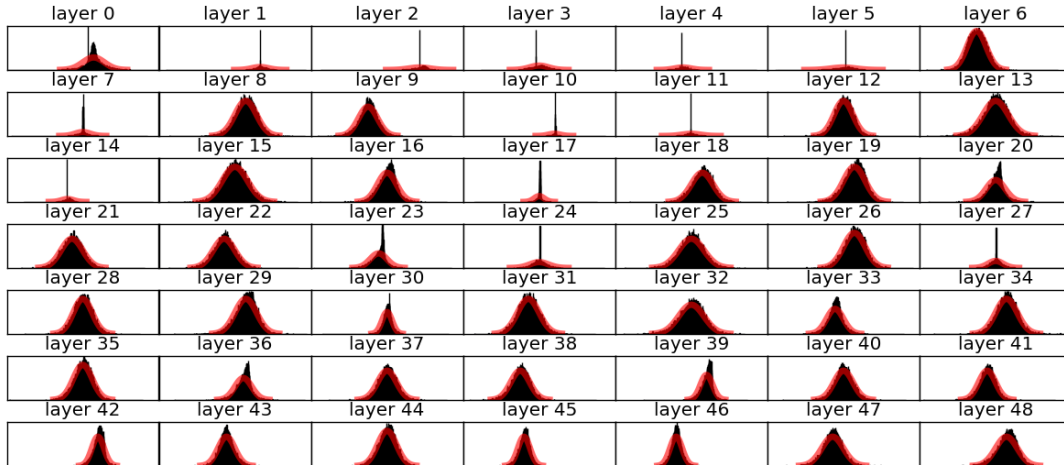 layer 0 layer 1 layer 2 layer 3 layer 4 layer 5 layer 6
layer 7 layer 8 layer 9 layer 10 layer 11 layer 12 layer 13
layer 14 layer 15 layer 16 layer 17 layer 18 layer 19 layer 20
layer 21 layer 22 layer 23 layer 24 layer 25 layer 26 layer 27
layer 28 layer 29 layer 30 layer 31 layer 32 layer 33 layer 34
layer 35 layer 36 layer 37 layer 38 layer 39 layer 40 layer 41
layer 42 layer 43 layer 44 layer 45 layer 46 layer 47 layer 48